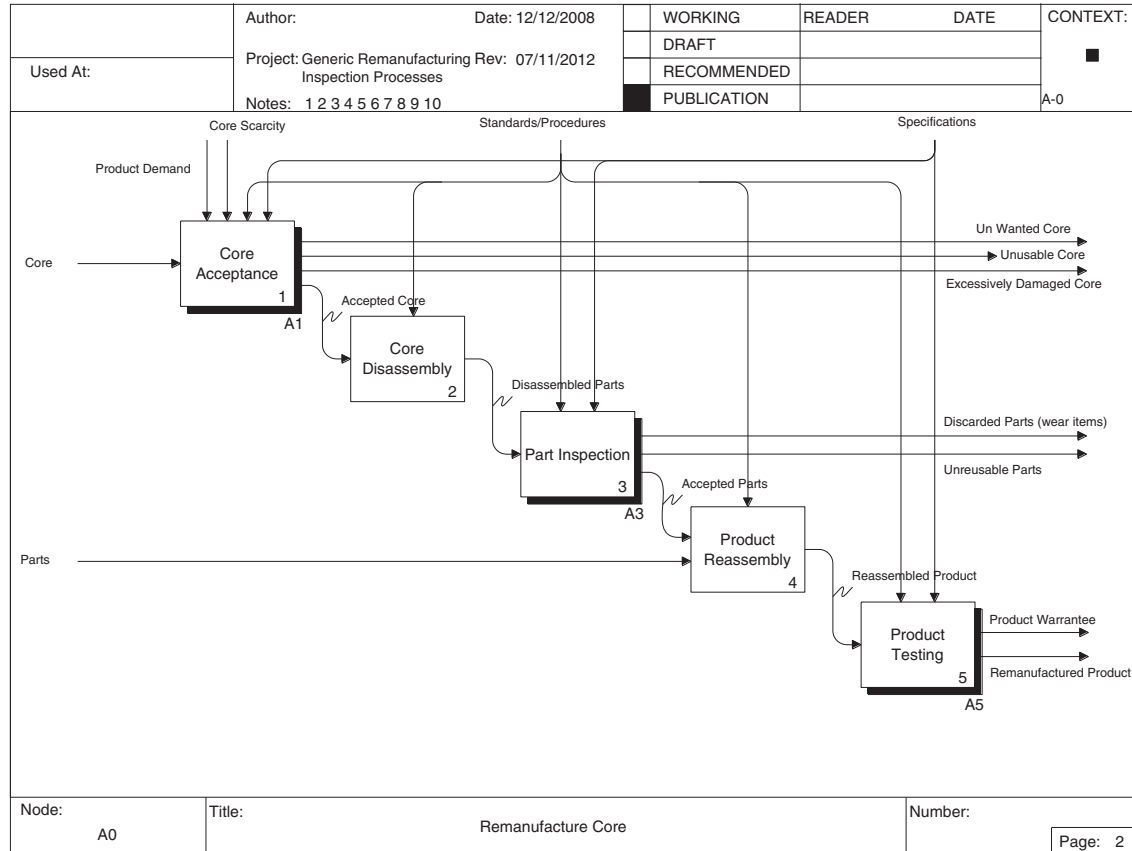 Used At:
Author:
Date: 12/12/2008
Project: Generic Remanufacturing Rev: 07/11/2012
Inspection Processes
Notes: 1 2 3 4 5 6 7 8 9 10
WORKING
DRAFT
RECOMMENDED
PUBLICATION
READER
DATE
CONTEXT:
A-0
Core Scarcity
Standards/Procedures
Specifications
Product Demand
Core
Core
Acceptance
1
A1
Un Wanted Core
Unusable Core
Excessively Damaged Core
Accepted Core
Core
Disassembly
2
Disassembled Parts
Part Inspection
3
A3
Discarded Parts (wear items)
Unreusable Parts
Accepted Parts
Parts
Product
Reassembly
4
Reassembled Product
Product
Testing
5
A5
Product Warrantee
Remanufactured Product
Node:
A0
Title:
Remanufacture Core
Number:
Page: 2